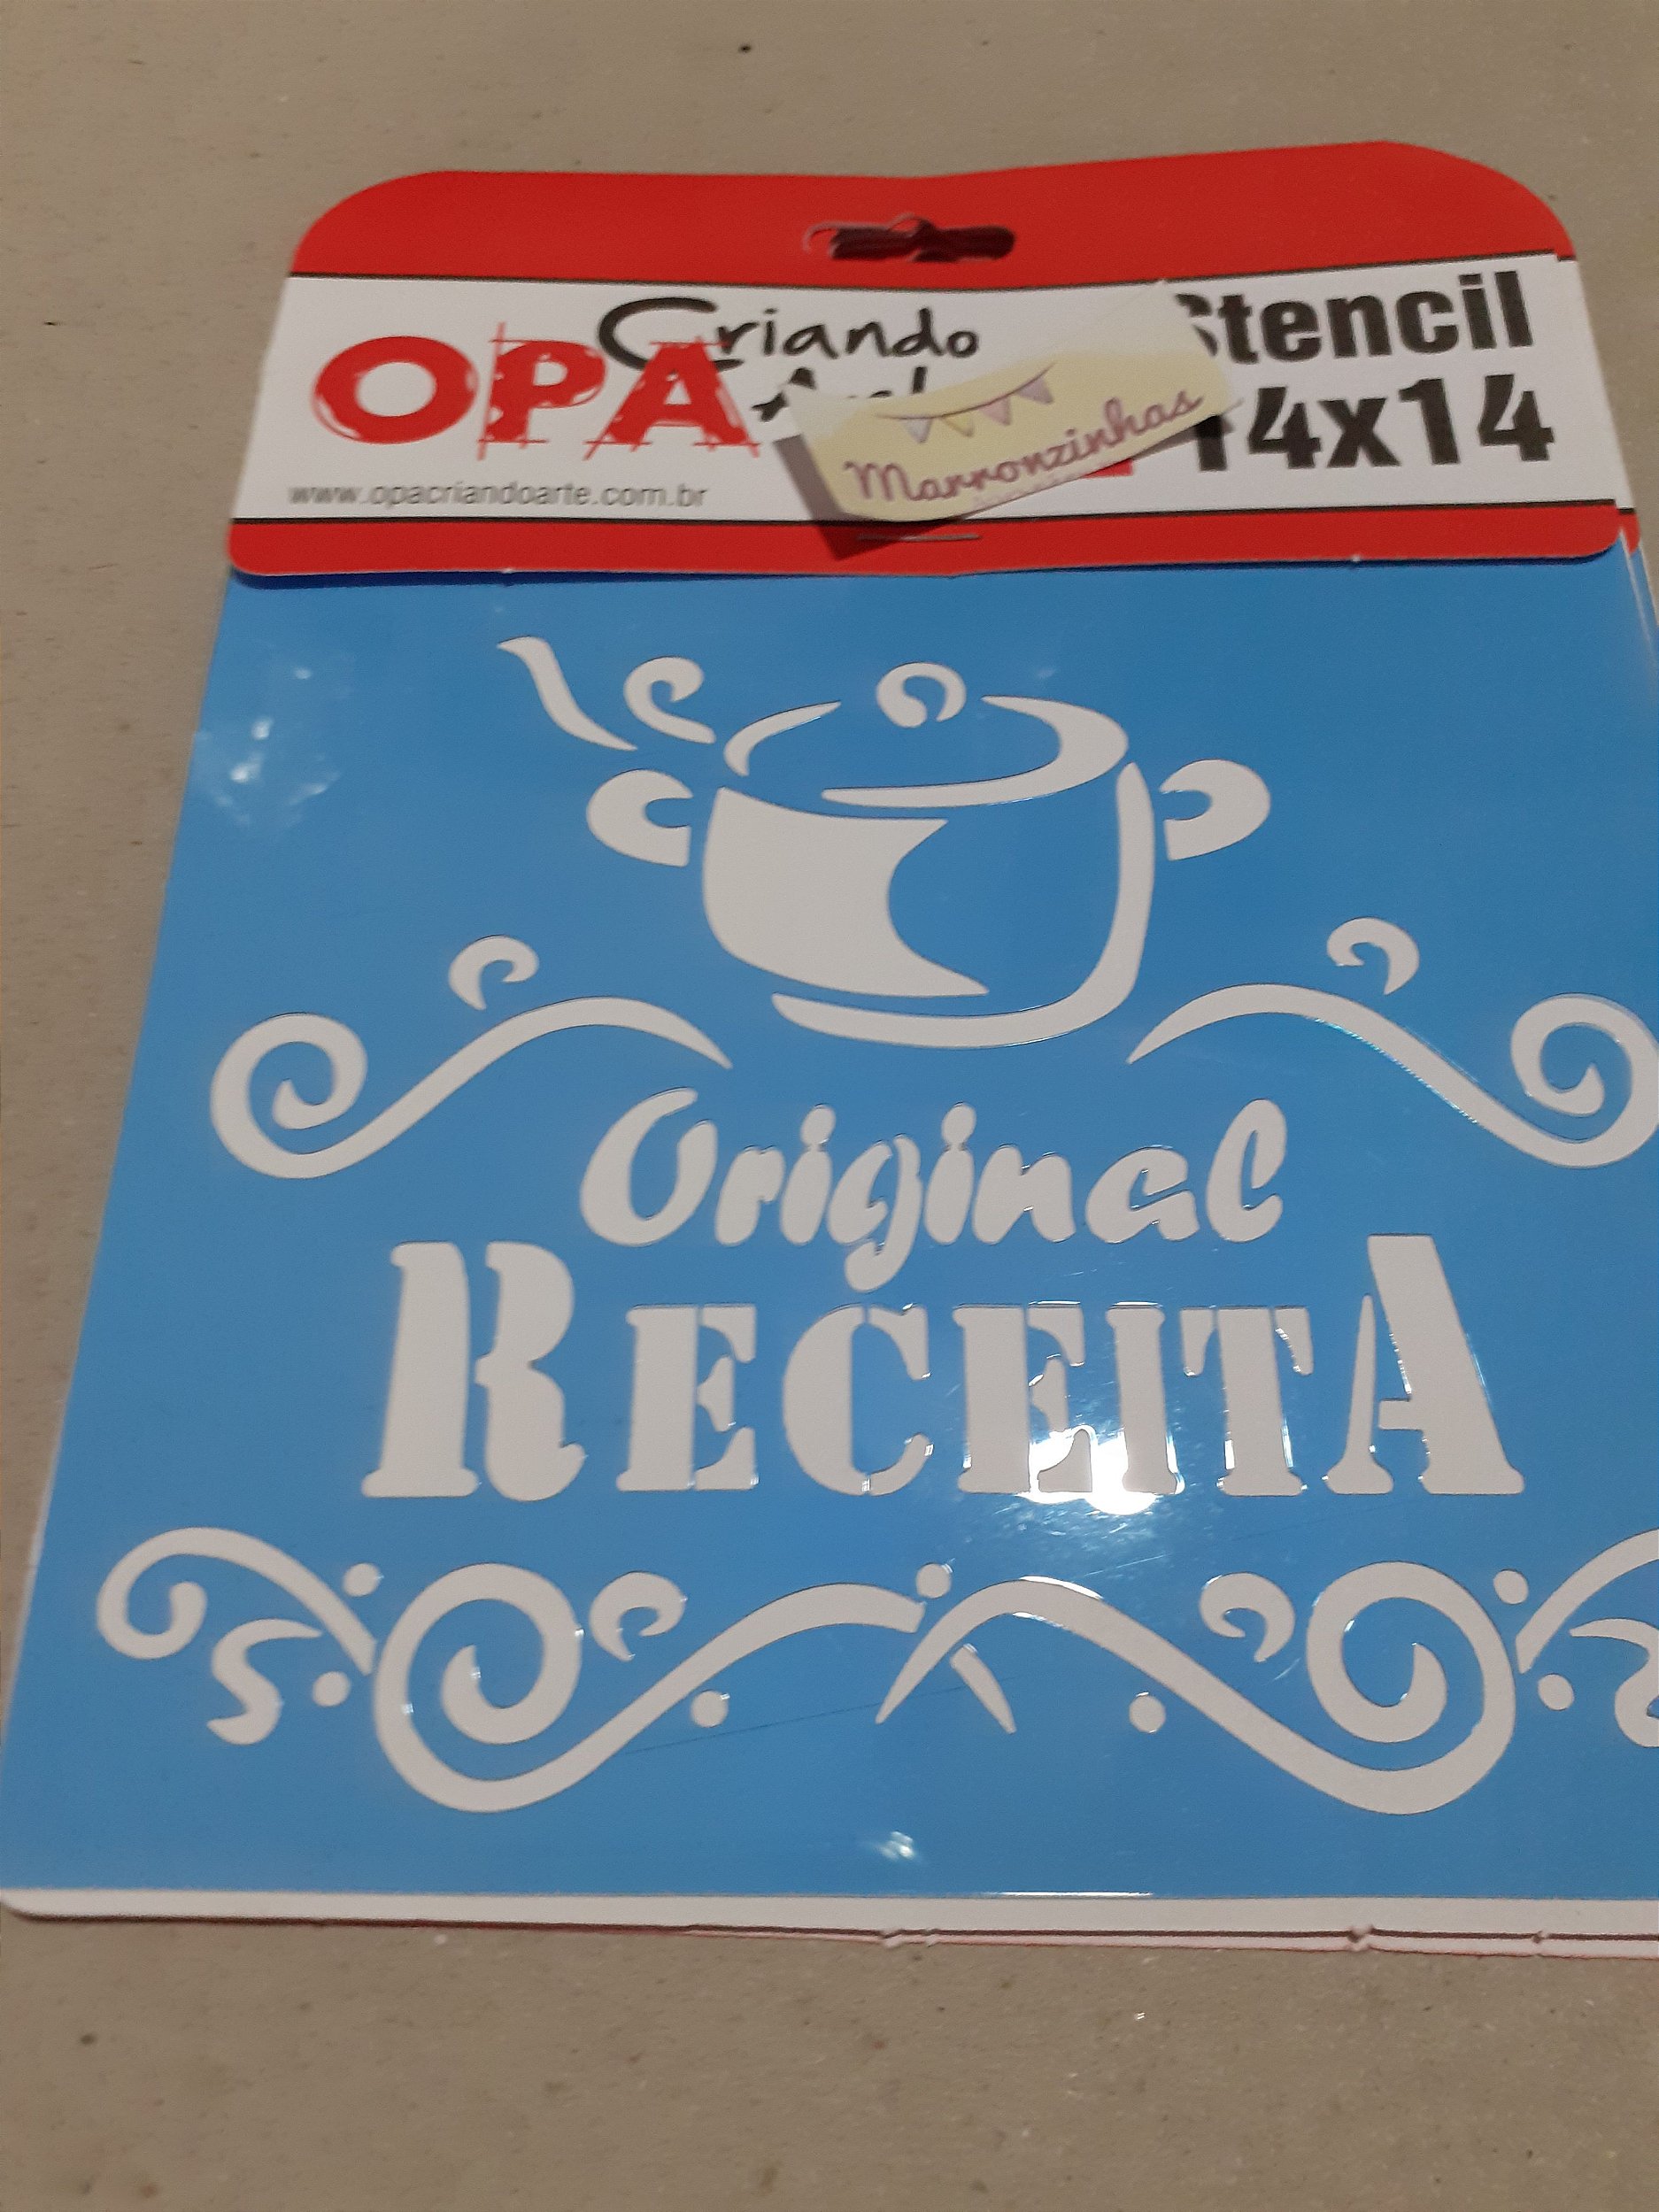 OPA
Criando
Stencil
14x14
Marronzinhas
www.opacriandoarte.com.br
Original
RECEITA